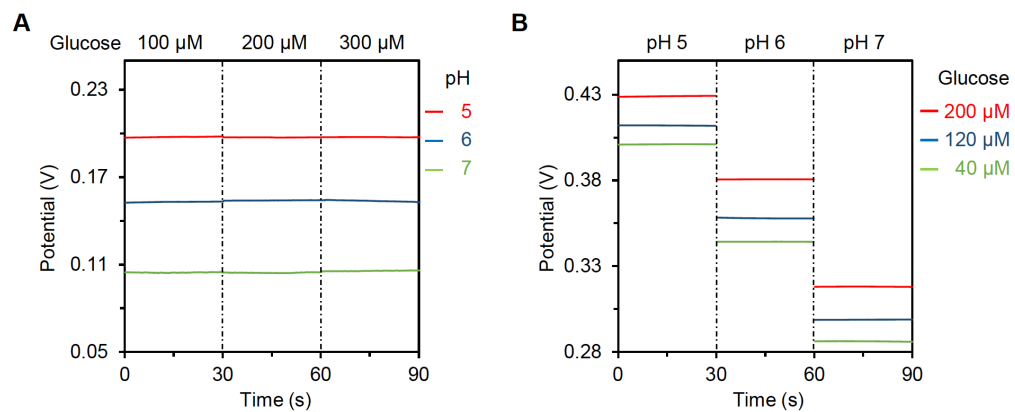 A
Glucose 100 µM 200 µM 300 µM
pH
5
6
7
0.23
0.17
0.11
0.05
Potential (V)
0 30 60 90
Time (s)
B
pH 5 pH 6 pH 7
Glucose
200 µM
120 µM
40 µM
0.43
0.38
0.33
0.28
Potential (V)
0 30 60 90
Time (s)